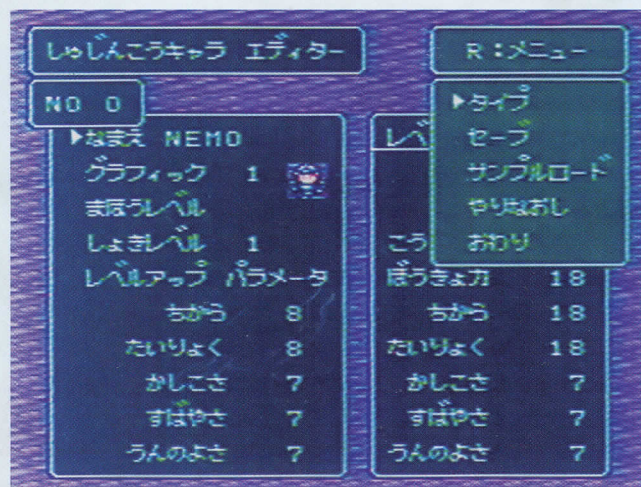 しゅじんこうキャラ エディター
R:メニュー
NO 0
▶なまえ NEMO
グラフィック 1
まほうレベル
しょきレベル 1
レベルアップ パラメータ
ちから 8
たいりょく 8
かしこさ 7
すばやさ 7
うんのよさ 7
▶タイプ
セーブ
サンプルロード
やりなおし
おわり
レベ
こう
ぼうぎょ力 18
ちから 18
たいりょく 18
かしこさ 7
すばやさ 7
うんのよさ 7